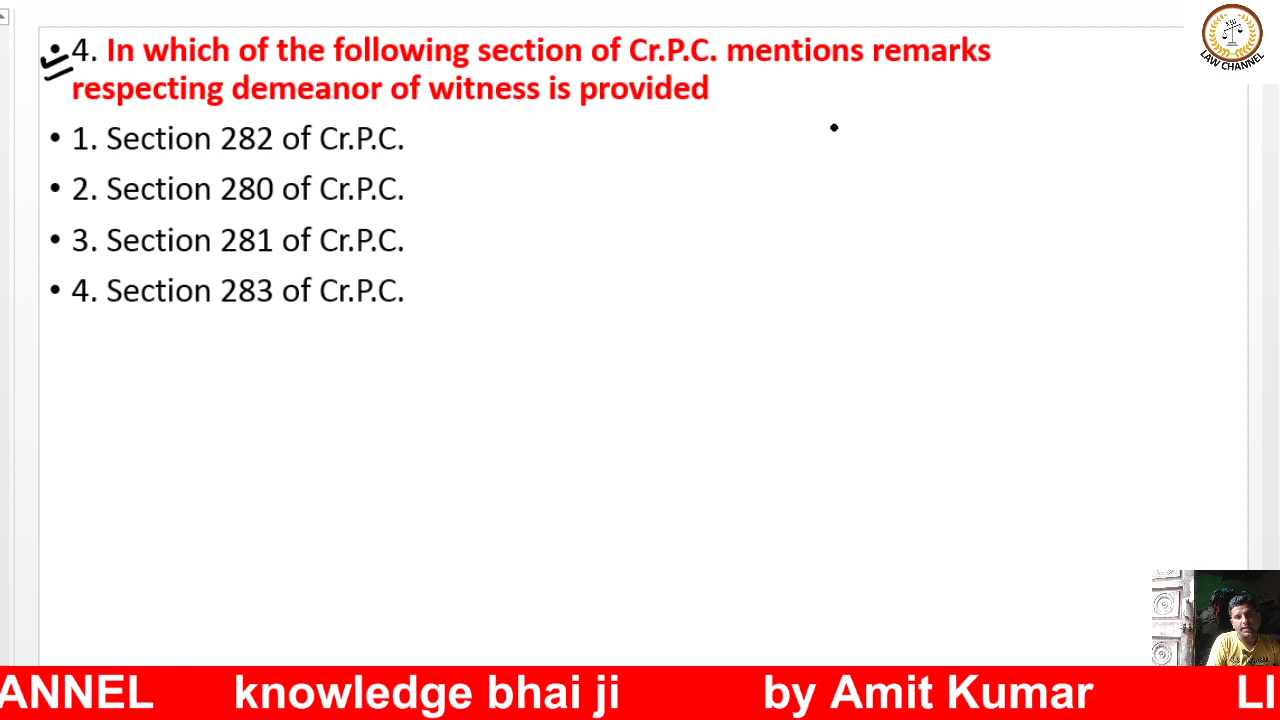 • 4. In which of the following section of Cr.P.C. mentions remarks
respecting demeanor of witness is provided
• 1. Section 282 of Cr.P.C.
• 2. Section 280 of Cr.P.C.
• 3. Section 281 of Cr.P.C.
• 4. Section 283 of Cr.P.C.
LAW CHANNEL
ANNEL knowledge bhai ji by Amit Kumar LI